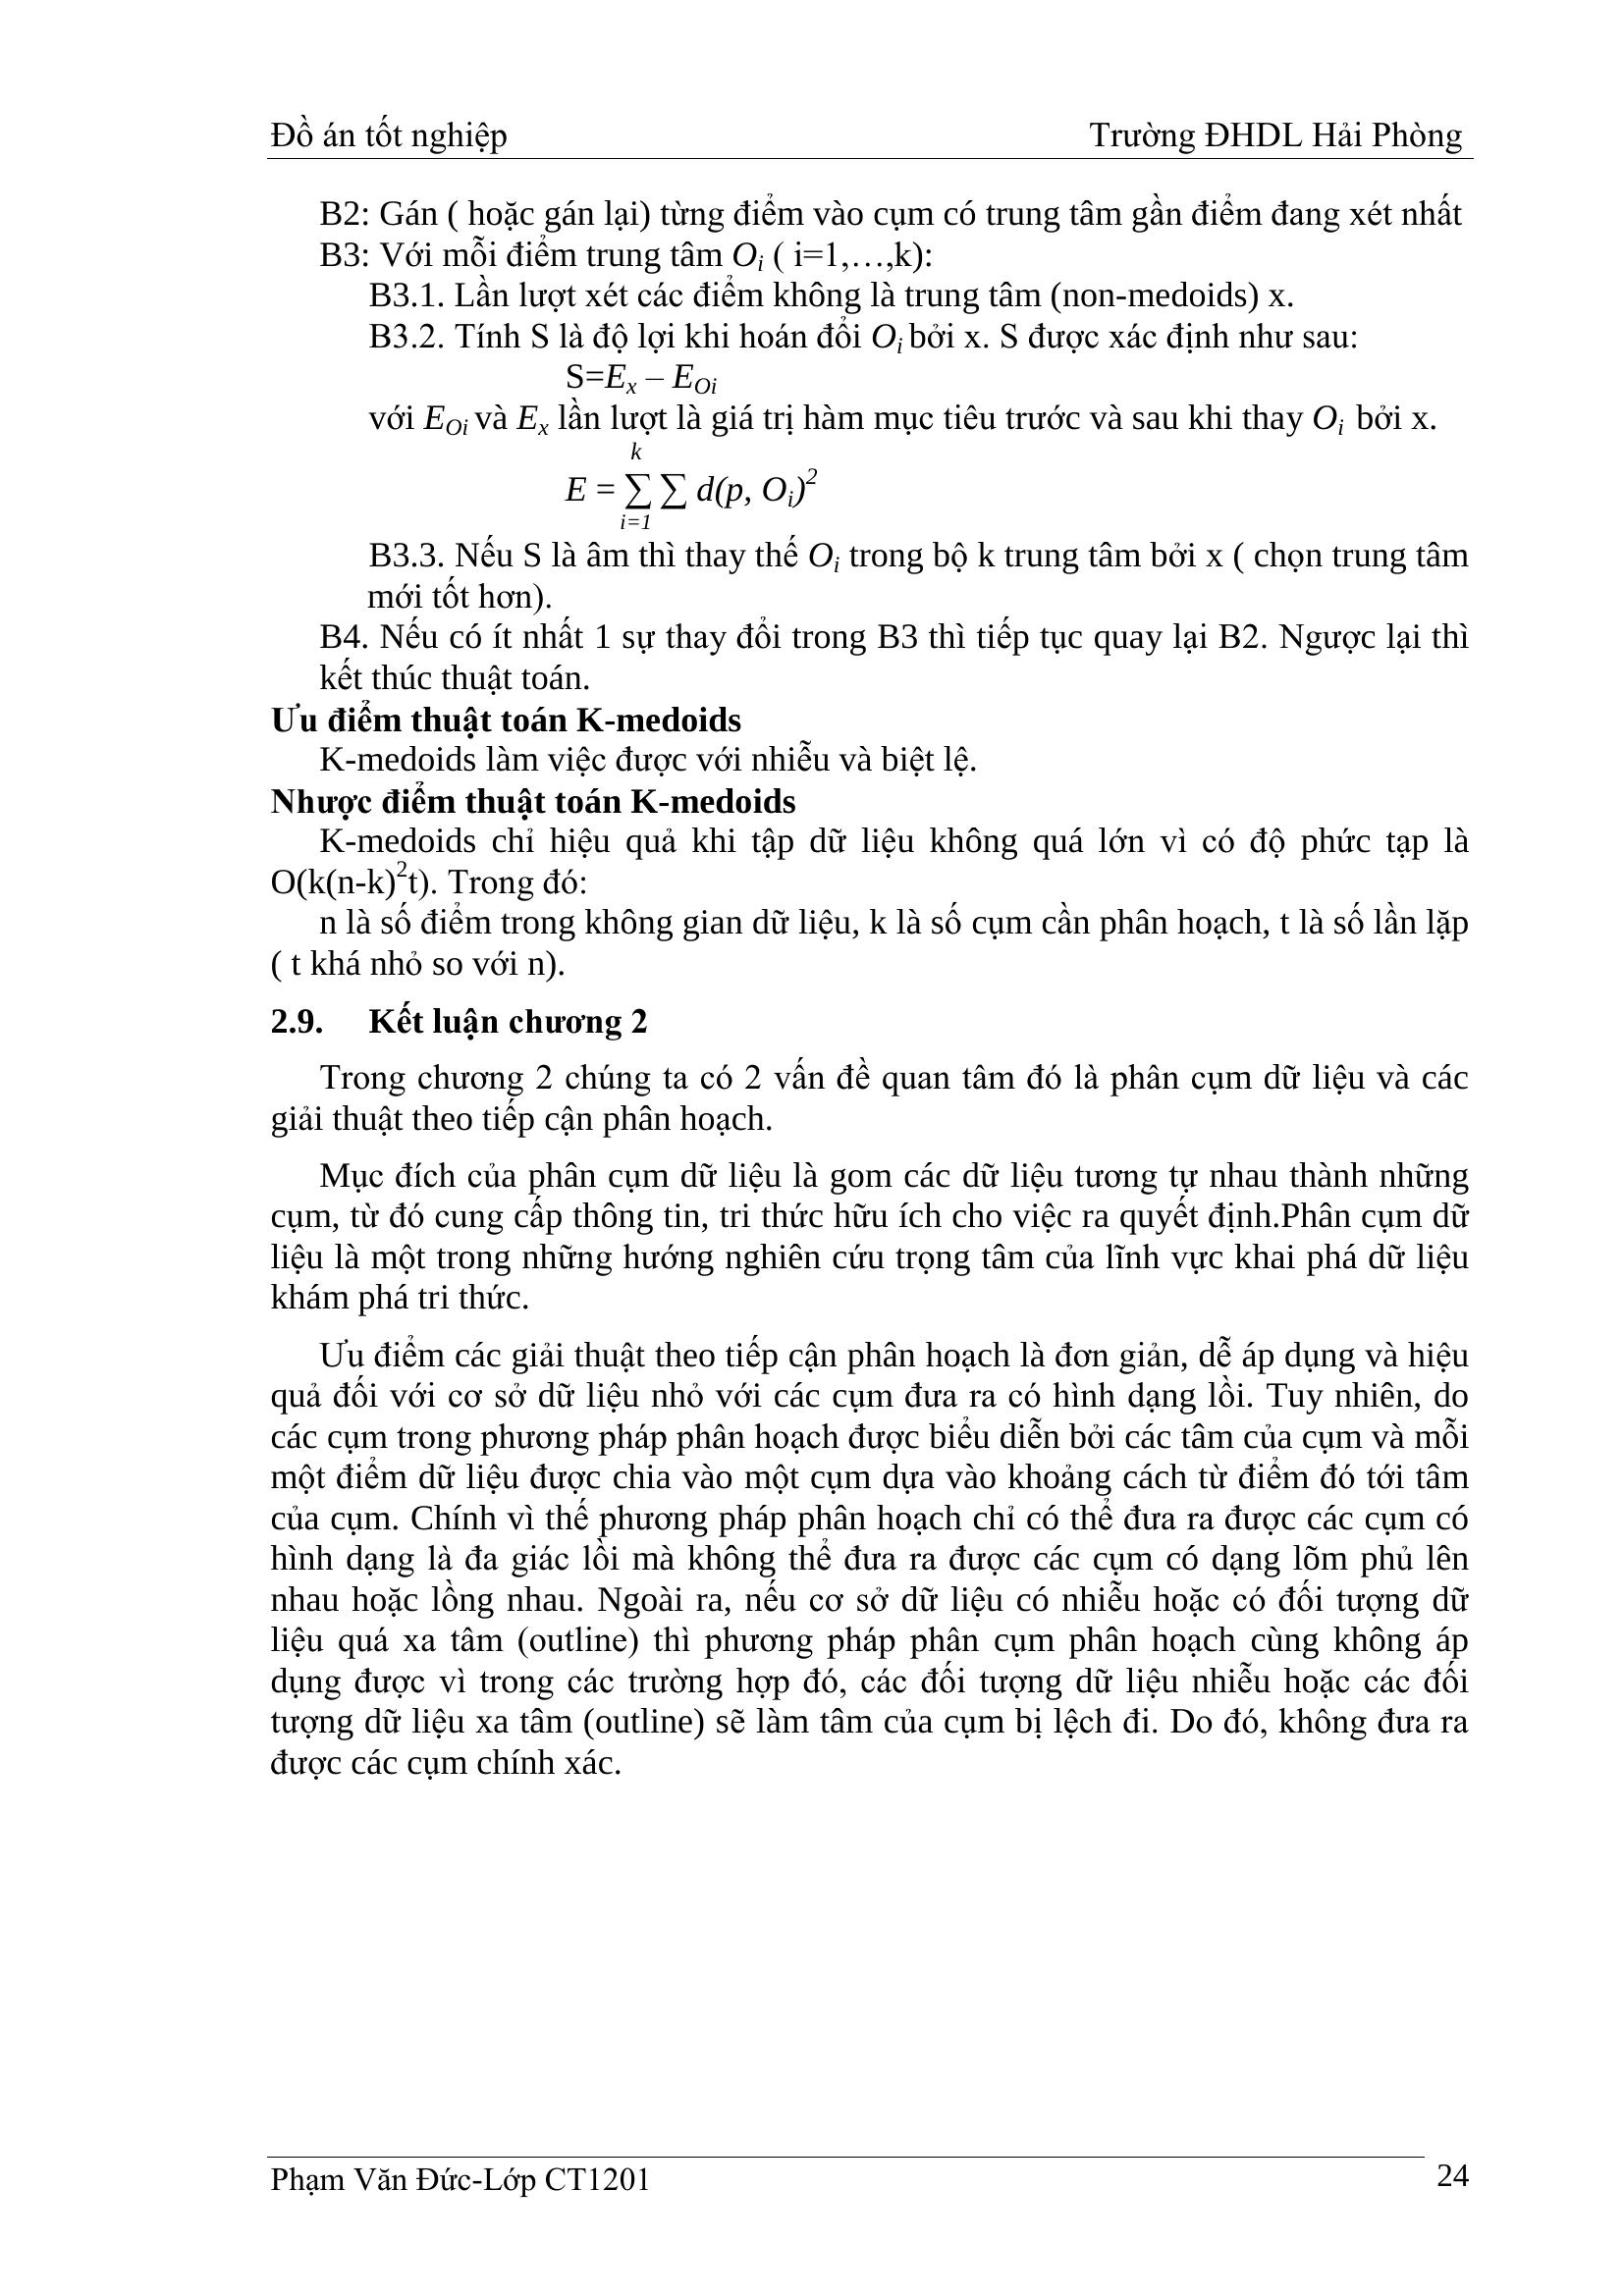 Đồ án tốt nghiệp Trường ĐHDL Hải Phòng
B2: Gán ( hoặc gán lại) từng điểm vào cụm có trung tâm gần điểm đang xét nhất
B3: Với mỗi điểm trung tâm Oi ( i=1,…,k):
B3.1. Lần lượt xét các điểm không là trung tâm (non-medoids) x.
B3.2. Tính S là độ lợi khi hoán đổi Oi bởi x. S được xác định như sau:
S=Ex – EOi
với EOi và Ex lần lượt là giá trị hàm mục tiêu trước và sau khi thay Oi bởi x.
k
E = ∑ ∑ d(p, Oi)2
i=1
B3.3. Nếu S là âm thì thay thế Oi trong bộ k trung tâm bởi x ( chọn trung tâm
mới tốt hơn).
B4. Nếu có ít nhất 1 sự thay đổi trong B3 thì tiếp tục quay lại B2. Ngược lại thì
kết thúc thuật toán.
Ưu điểm thuật toán K-medoids
K-medoids làm việc được với nhiễu và biệt lệ.
Nhược điểm thuật toán K-medoids
K-medoids chỉ hiệu quả khi tập dữ liệu không quá lớn vì có độ phức tạp là
O(k(n-k)2t). Trong đó:
n là số điểm trong không gian dữ liệu, k là số cụm cần phân hoạch, t là số lần lặp
( t khá nhỏ so với n).
2.9. Kết luận chương 2
Trong chương 2 chúng ta có 2 vấn đề quan tâm đó là phân cụm dữ liệu và các
giải thuật theo tiếp cận phân hoạch.
Mục đích của phân cụm dữ liệu là gom các dữ liệu tương tự nhau thành những
cụm, từ đó cung cấp thông tin, tri thức hữu ích cho việc ra quyết định.Phân cụm dữ
liệu là một trong những hướng nghiên cứu trọng tâm của lĩnh vực khai phá dữ liệu
khám phá tri thức.
Ưu điểm các giải thuật theo tiếp cận phân hoạch là đơn giản, dễ áp dụng và hiệu
quả đối với cơ sở dữ liệu nhỏ với các cụm đưa ra có hình dạng lồi. Tuy nhiên, do
các cụm trong phương pháp phân hoạch được biểu diễn bởi các tâm của cụm và mỗi
một điểm dữ liệu được chia vào một cụm dựa vào khoảng cách từ điểm đó tới tâm
của cụm. Chính vì thế phương pháp phân hoạch chỉ có thể đưa ra được các cụm có
hình dạng là đa giác lồi mà không thể đưa ra được các cụm có dạng lõm phủ lên
nhau hoặc lồng nhau. Ngoài ra, nếu cơ sở dữ liệu có nhiễu hoặc có đối tượng dữ
liệu quá xa tâm (outline) thì phương pháp phân cụm phân hoạch cùng không áp
dụng được vì trong các trường hợp đó, các đối tượng dữ liệu nhiễu hoặc các đối
tượng dữ liệu xa tâm (outline) sẽ làm tâm của cụm bị lệch đi. Do đó, không đưa ra
được các cụm chính xác.
Phạm Văn Đức-Lớp CT1201 24